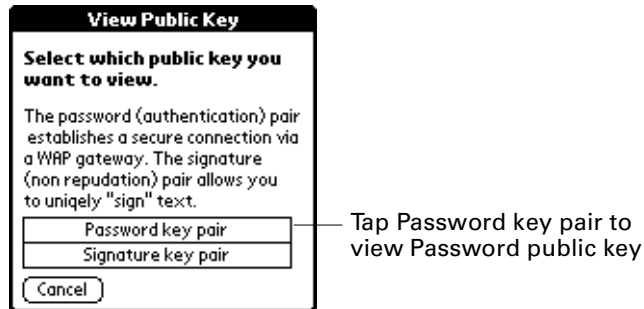 View Public Key
Select which public key you
want to view.
The password (authentication) pair
establishes a secure connection via
a WAP gateway. The signature
(non repudation) pair allows you
to uniqely "sign" text.
Password key pair
Signature key pair
Cancel
Tap Password key pair to
view Password public key